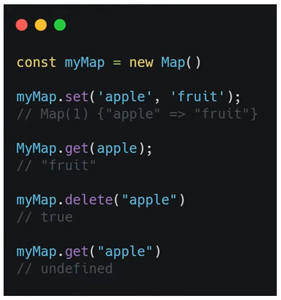 const myMap = new Map()
myMap.set('apple', 'fruit');
// Map(1) {"apple" => "fruit"}
MyMap.get(apple);
// "fruit"
myMap.delete("apple")
// true
myMap.get("apple")
// undefined